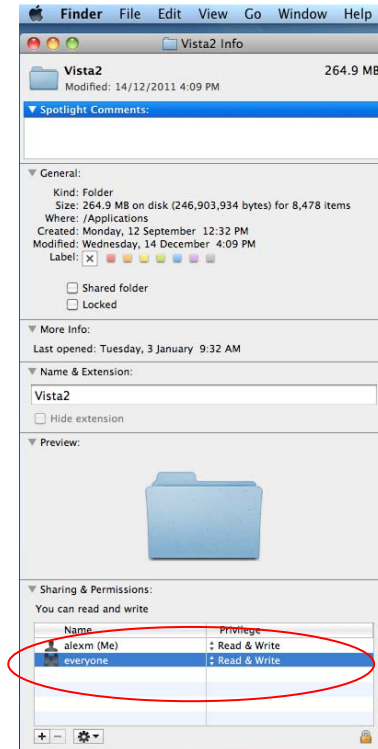 Finder File Edit View Go Window Help
Vista2 Info
Vista2 264.9 MB
Modified: 14/12/2011 4:09 PM
Spotlight Comments:
General:
Kind: Folder
Size: 264.9 MB on disk (246,903,934 bytes) for 8,478 items
Where: /Applications
Created: Monday, 12 September 12:32 PM
Modified: Wednesday, 14 December 4:09 PM
Label:
Shared folder
Locked
More Info:
Last opened: Tuesday, 3 January 9:32 AM
Name & Extension:
Vista2
Hide extension
Preview:
Sharing & Permissions:
You can read and write
Name Privilege
alexm (Me) Read & Write
everyone Read & Write